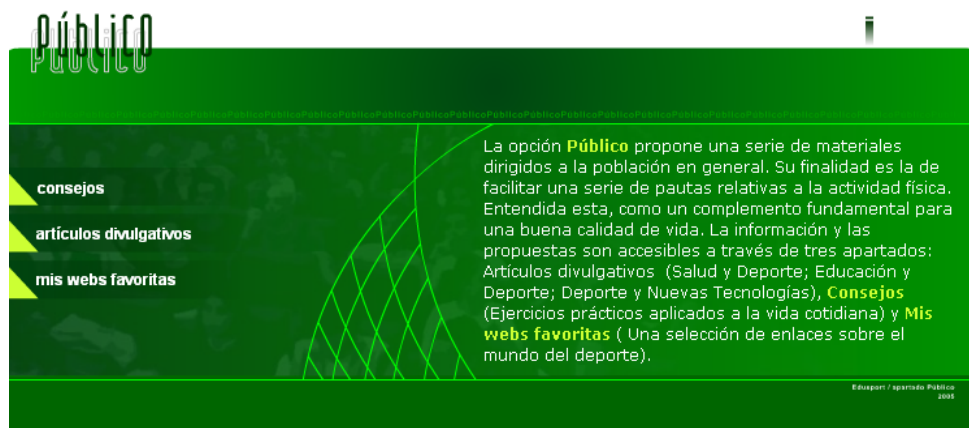 Público
Público
i
PúblicoPúblicoPúblicoPúblicoPúblicoPúblicoPúblicoPúblicoPúblicoPúblicoPúblicoPúblicoPúblicoPúblicoPúblicoPúblicoPúblicoPúblicoPúblico
La opción Público propone una serie de materiales
dirigidos a la población en general. Su finalidad es la de
facilitar una serie de pautas relativas a la actividad física.
Entendida esta, como un complemento fundamental para
una buena calidad de vida. La información y las
propuestas son accesibles a través de tres apartados:
Artículos divulgativos (Salud y Deporte; Educación y
Deporte; Deporte y Nuevas Tecnologías), Consejos
(Ejercicios prácticos aplicados a la vida cotidiana) y Mis
webs favoritas ( Una selección de enlaces sobre el
mundo del deporte).
consejos
artículos divulgativos
mis webs favoritas
Edueport / apartado Público
2005